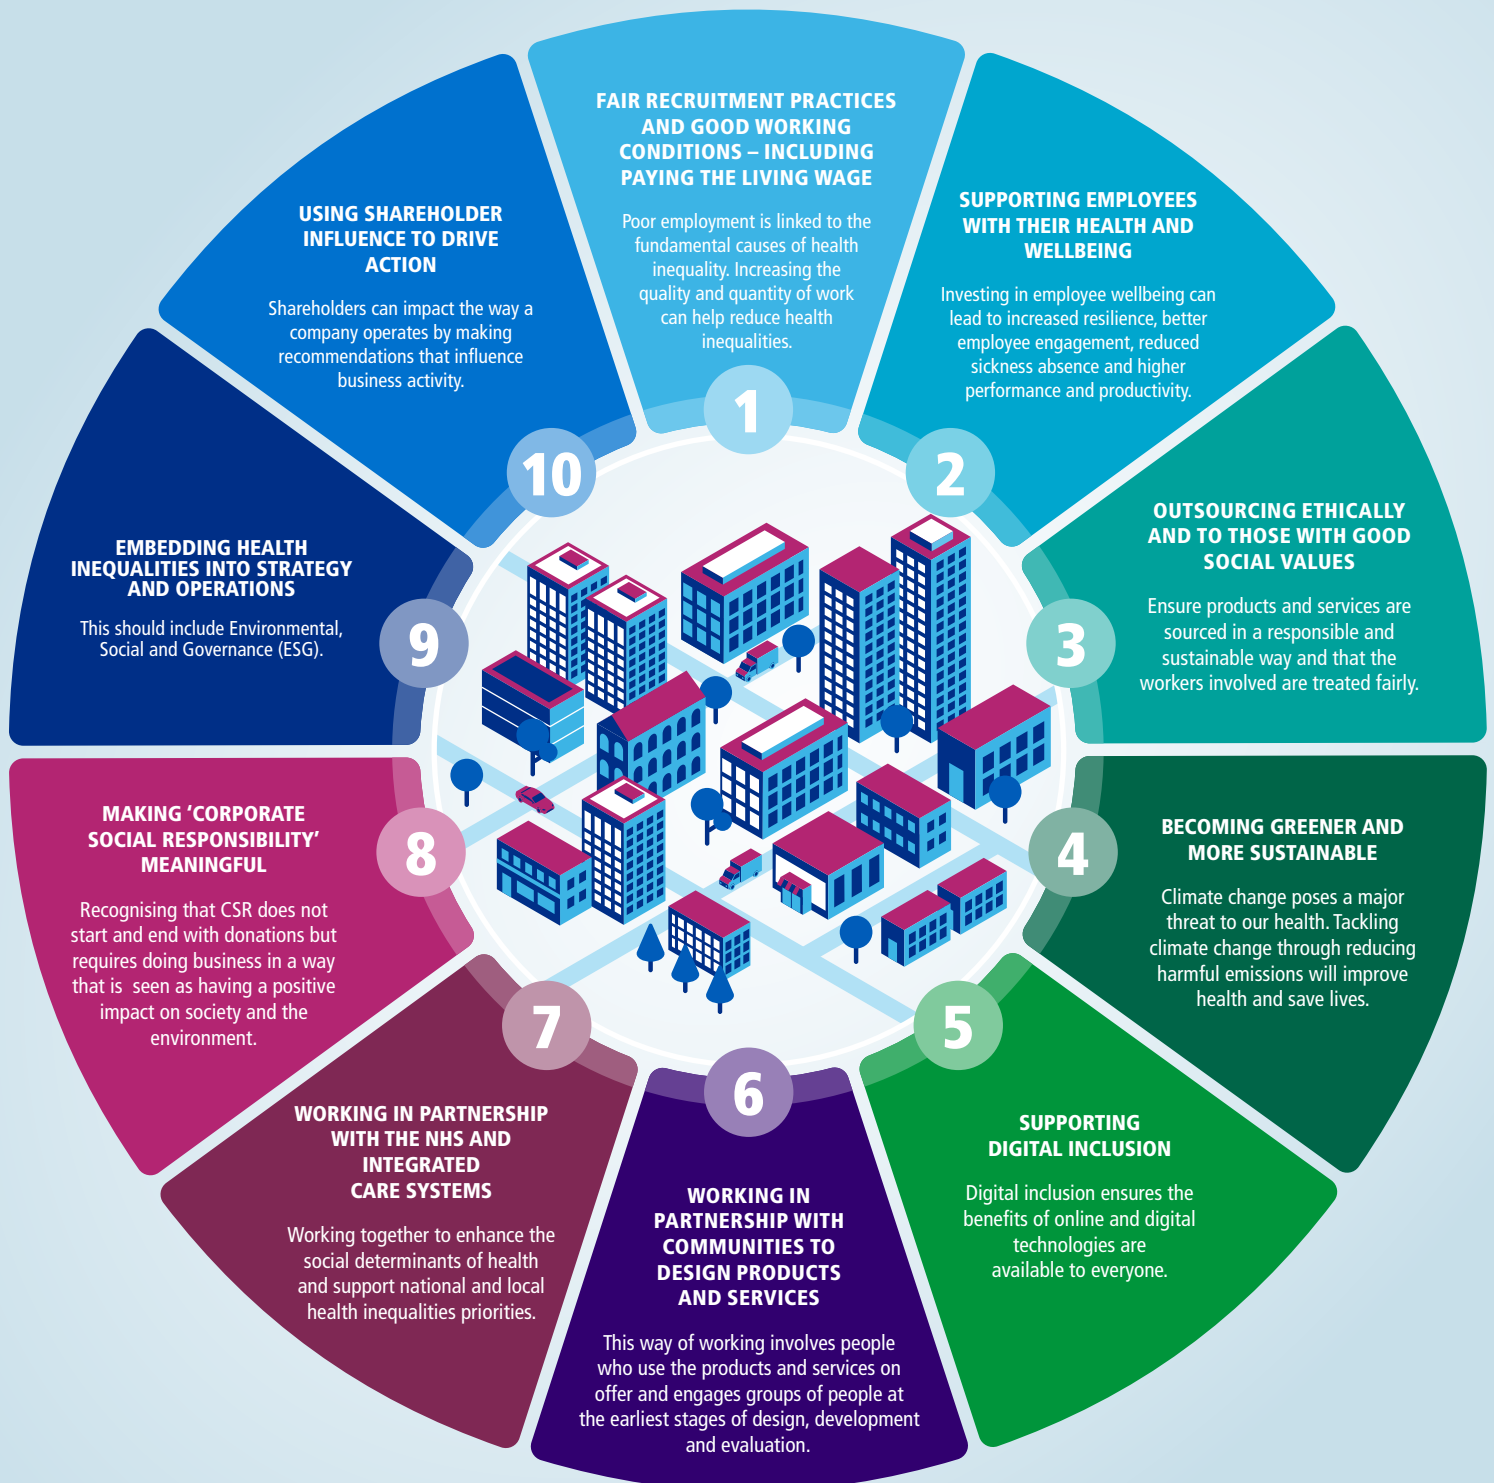 FAIR RECRUITMENT PRACTICES
AND GOOD WORKING
CONDITIONS – INCLUDING
PAYING THE LIVING WAGE
Poor employment is linked to the
fundamental causes of health
inequality. Increasing the
quality and quantity of work
can help reduce health
inequalities.
1
SUPPORTING EMPLOYEES
WITH THEIR HEALTH AND
WELLBEING
Investing in employee wellbeing can
lead to increased resilience, better
employee engagement, reduced
sickness absence and higher
performance and productivity.
2
OUTSOURCING ETHICALLY
AND TO THOSE WITH GOOD
SOCIAL VALUES
Ensure products and services are
sourced in a responsible and
sustainable way and that the
workers involved are treated fairly.
3
BECOMING GREENER AND
MORE SUSTAINABLE
Climate change poses a major
threat to our health. Tackling
climate change through reducing
harmful emissions will improve
health and save lives.
4
SUPPORTING
DIGITAL INCLUSION
Digital inclusion ensures the
benefits of online and digital
technologies are
available to everyone.
5
WORKING IN
PARTNERSHIP WITH
COMMUNITIES TO
DESIGN PRODUCTS
AND SERVICES
This way of working involves people
who use the products and services on
offer and engages groups of people at
the earliest stages of design, development
and evaluation.
6
WORKING IN PARTNERSHIP
WITH THE NHS AND
INTEGRATED
CARE SYSTEMS
Working together to enhance the
social determinants of health
and support national and local
health inequalities priorities.
7
MAKING ‘CORPORATE
SOCIAL RESPONSIBILITY’
MEANINGFUL
Recognising that CSR does not
start and end with donations but
requires doing business in a way
that is seen as having a positive
impact on society and the
environment.
8
EMBEDDING HEALTH
INEQUALITIES INTO STRATEGY
AND OPERATIONS
This should include Environmental,
Social and Governance (ESG).
9
USING SHAREHOLDER
INFLUENCE TO DRIVE
ACTION
Shareholders can impact the way a
company operates by making
recommendations that influence
business activity.
10